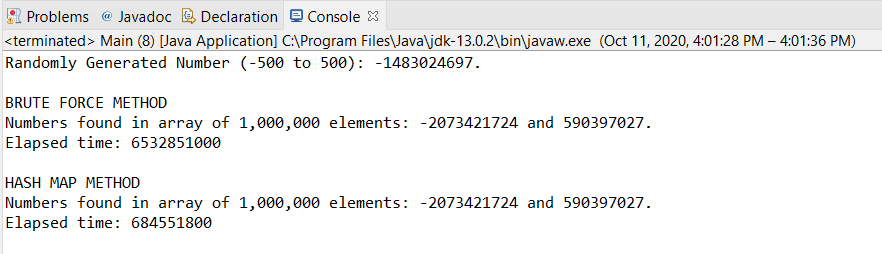 Problems @ Javadoc Declaration Console
<terminated> Main (8) [Java Application] C:\Program Files\Java\jdk-13.0.2\bin\javaw.exe (Oct 11, 2020, 4:01:28 PM – 4:01:36 PM)
Randomly Generated Number (-500 to 500): -1483024697.
BRUTE FORCE METHOD
Numbers found in array of 1,000,000 elements: -2073421724 and 590397027.
Elapsed time: 6532851000
HASH MAP METHOD
Numbers found in array of 1,000,000 elements: -2073421724 and 590397027.
Elapsed time: 684551800